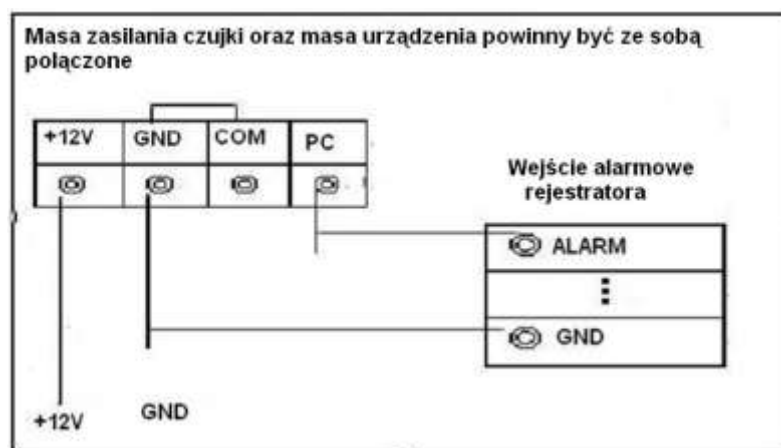 Masa zasilania czujki oraz masa urządzenia powinny być ze sobą
połączone
+12V GND COM PC
Wejście alarmowe
rejestratora
ALARM
GND
+12V GND